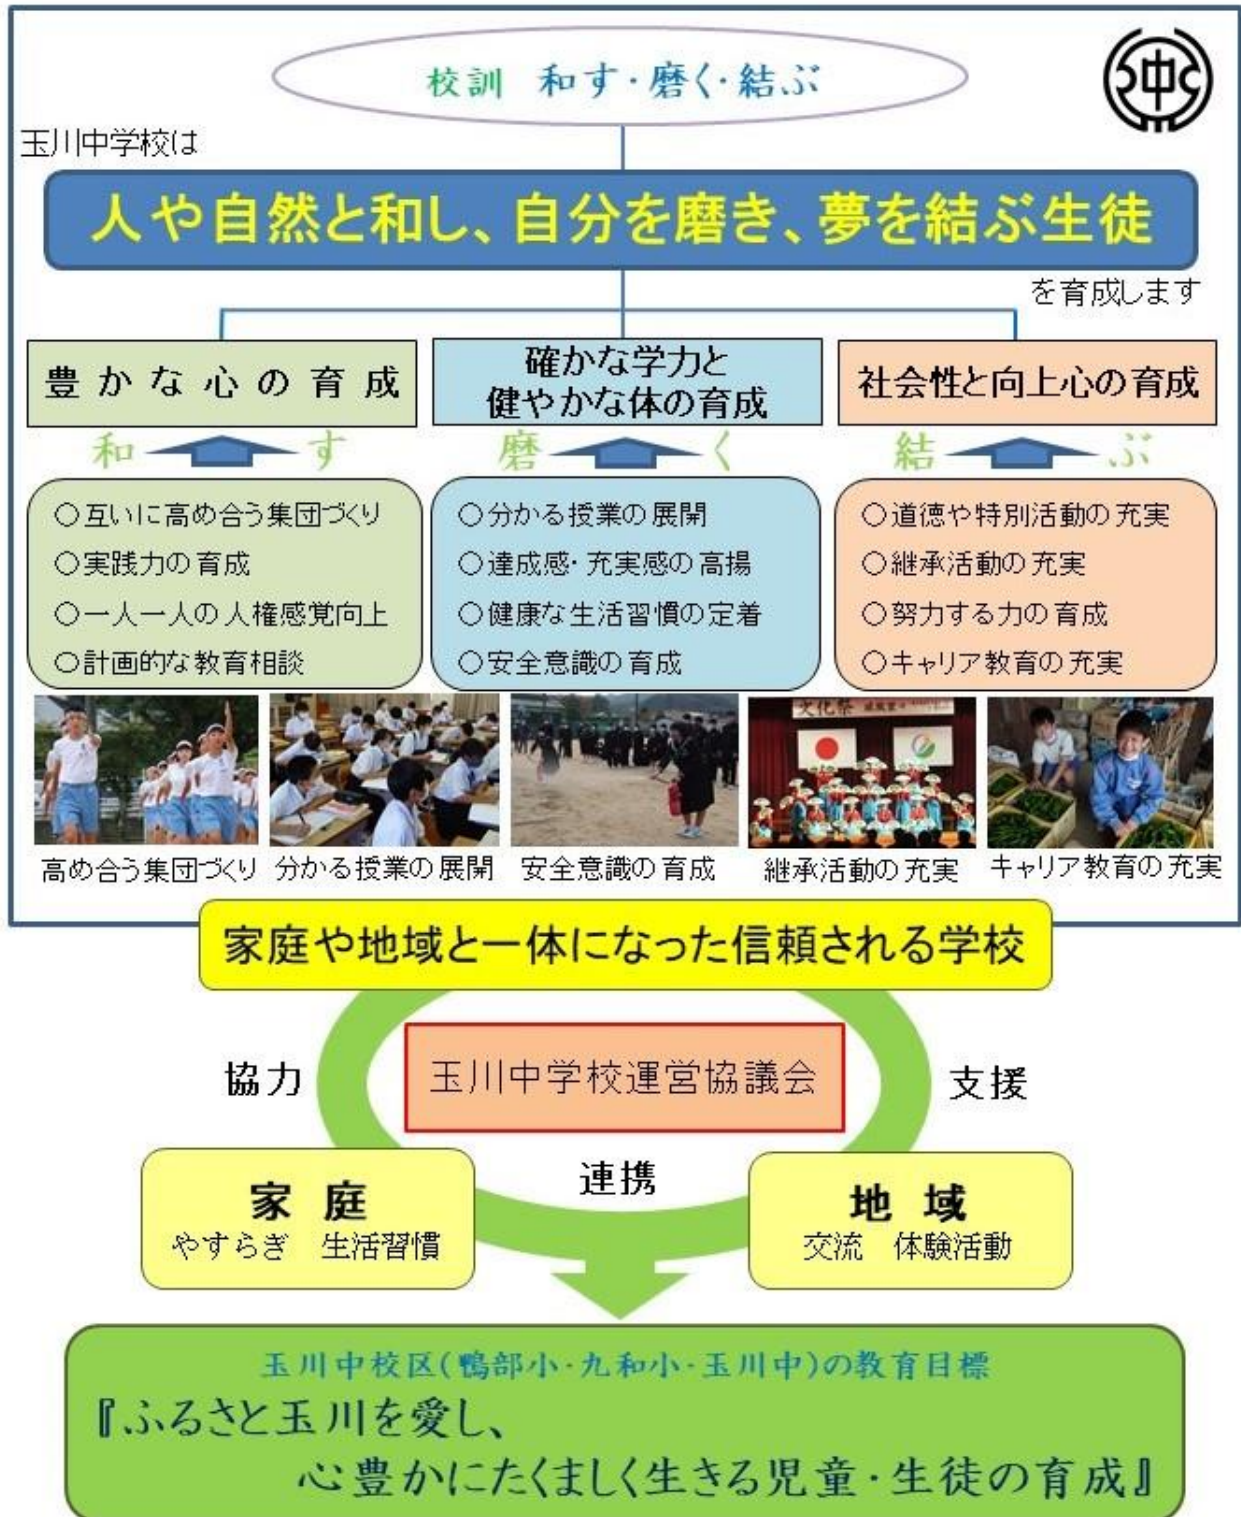 校訓 和す・磨く・結ぶ
中
玉川中学校は
人や自然と和し、自分を磨き、夢を結ぶ生徒
を育成します
豊かな心の育成
確かな学力と
健やかな体の育成
社会性と向上心の育成
和す
磨く
結ぶ
○互いに高め合う集団づくり
○実践力の育成
○一人一人の人権感覚向上
○計画的な教育相談
○分かる授業の展開
○達成感・充実感の高揚
○健康な生活習慣の定着
○安全意識の育成
○道徳や特別活動の充実
○継承活動の充実
○努力する力の育成
○キャリア教育の充実
文化祭
高め合う集団づくり
分かる授業の展開
安全意識の育成
継承活動の充実
キャリア教育の充実
家庭や地域と一体になった信頼される学校
協力
玉川中学校運営協議会
支援
連携
家庭
やすらぎ 生活習慣
地域
交流 体験活動
玉川中校区(鴨部小・九和小・玉川中)の教育目標
『ふるさと玉川を愛し、
心豊かにたくましく生きる児童・生徒の育成』